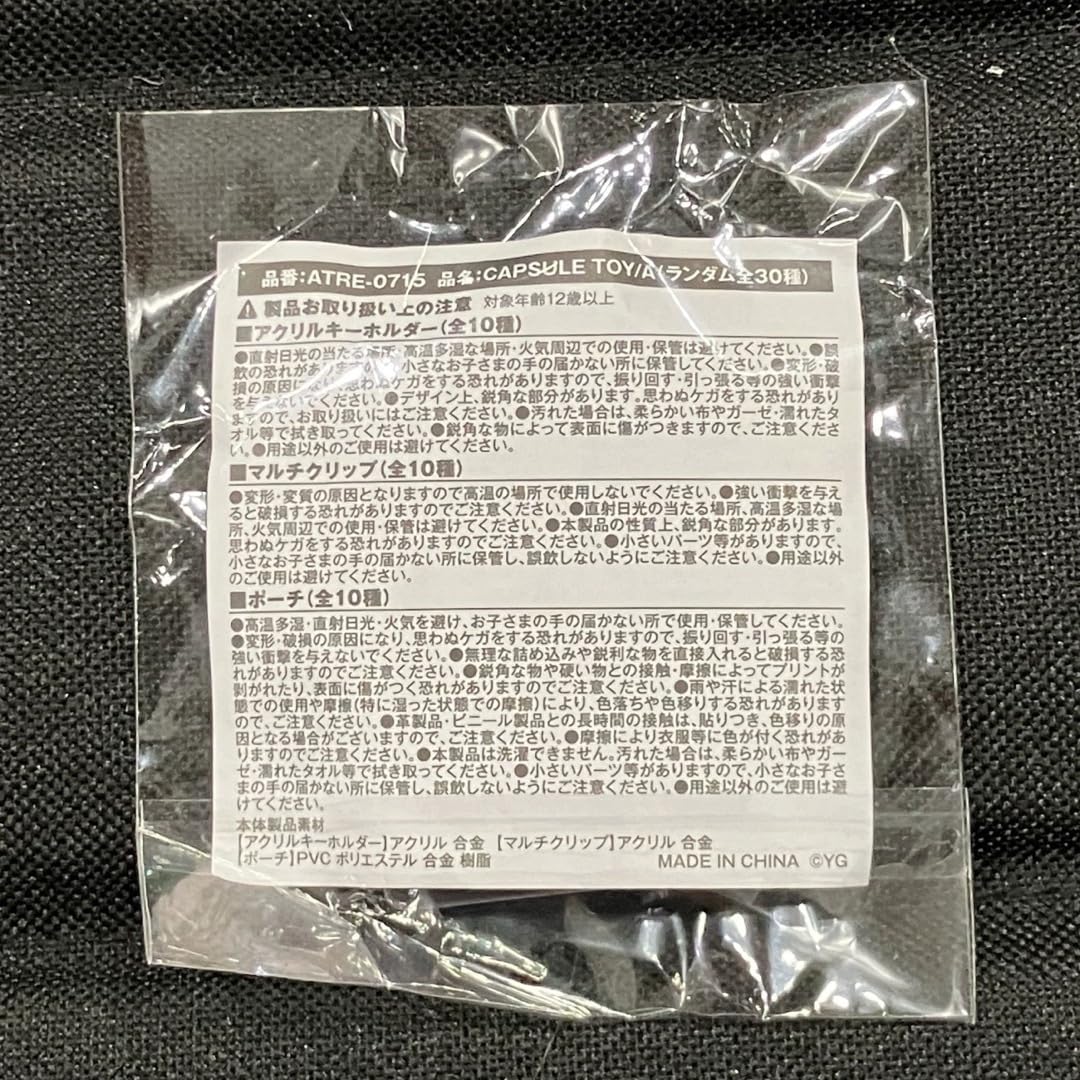 品番:ATRE-0715 品名:CAPSULE TOY/A(ランダム全30種)
製品お取り扱い上の注意 対象年齢12歳以上
■アクリルキーホルダー(全10種)
●直射日光の当たる場所・高温多湿な場所・火気周辺での使用・保管は避けてください。●誤
飲の恐れがありますので、小さなお子さまの手の届かない所に保管してください。●変形・破
損の原因になり、思わぬケガをする恐れがありますので、振り回す・引っ張る等の強い衝撃
を与えないでください。●デザイン上、鋭角な部分があります。思わぬケガをする恐れがあり
ますので、お取り扱いにはご注意ください。●汚れた場合は、柔らかい布やガーゼ・濡れたタ
オル等で拭き取ってください。●鋭角な物によって表面に傷がつきますので、ご注意くださ
い。●用途以外のご使用は避けてください。
■マルチクリップ(全10種)
●変形・変質の原因となりますので高温の場所で使用しないでください。●強い衝撃を与え
ると破損する恐れがありますのでご注意ください。●直射日光の当たる場所、高温多湿な場
所、火気周辺での使用・保管は避けてください。●本製品の性質上、鋭角な部分があります。
思わぬケガをする恐れがありますのでご注意ください。●小さいパーツ等がありますので、
小さなお子さまの手の届かない所に保管し、誤飲しないようにご注意ください。●用途以外
のご使用は避けてください。
■ポーチ(全10種)
●高温多湿・直射日光・火気を避け、お子さまの手の届かない所で使用・保管してください。
●変形・破損の原因になり、思わぬケガをする恐れがありますので、振り回す・引っ張る等の
強い衝撃を与えないでください。●無理な詰め込みや鋭利な物を直接入れると破損する恐
れがありますのでご注意ください。●鋭角な物や硬い物との接触・摩擦によってプリントが
剥がれたり、表面に傷がつく恐れがありますのでご注意ください。●雨や汗による濡れた状
態での使用や摩擦(特に湿った状態での摩擦)により、色落ちや色移りする恐れがあります
ので、ご注意ください。●革製品・ビニール製品との長時間の接触は、貼りつき、色移りの原
因となる場合がございますので、ご注意ください。●摩擦により衣服等に色が付く恐れがあ
りますのでご注意ください。●本製品は洗濯できません。汚れた場合は、柔らかい布やガー
ゼ・濡れたタオル等で拭き取ってください。●小さいパーツ等がありますので、小さなお子さ
まの手の届かない所に保管し、誤飲しないようにご注意ください。●用途以外のご使用は避
けてください。
本体製品素材
【アクリルキーホルダー】アクリル 合金 【マルチクリップ】アクリル 合金
【ポーチ】PVC ポリエステル 合金 樹脂 MADE IN CHINA ©YG